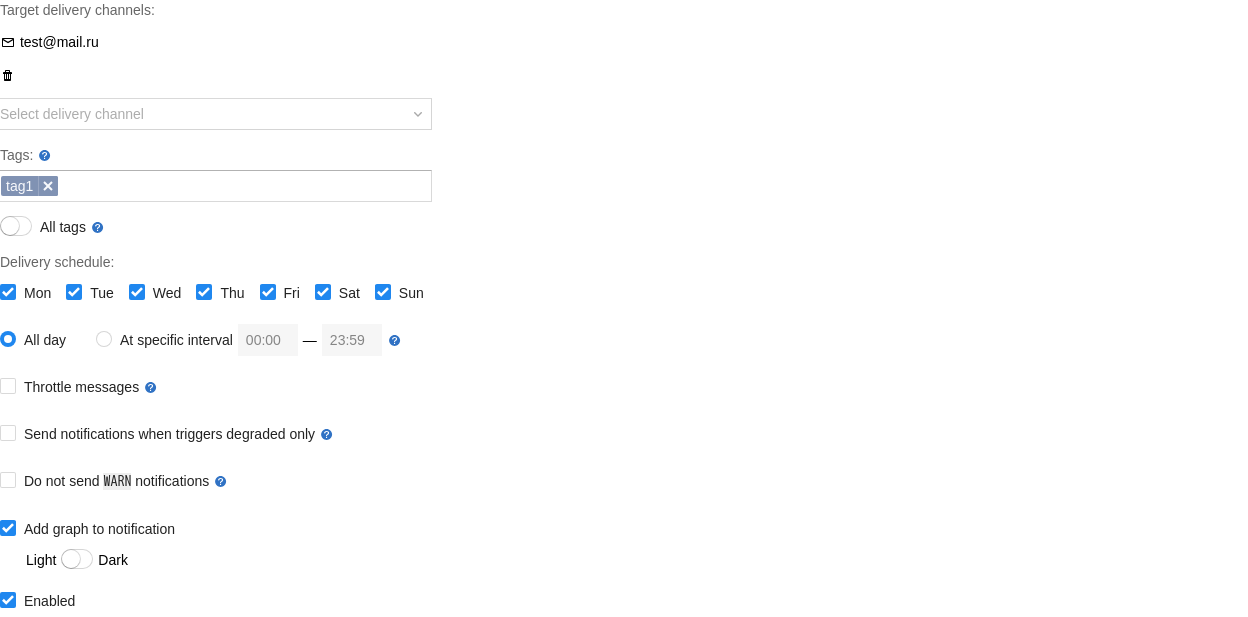 Target delivery channels:
test@mail.ru
Select delivery channel
Tags: ?
tag1
All tags ?
Delivery schedule:
Mon Tue Wed Thu Fri Sat Sun
All day At specific interval 00:00 — 23:59 ?
Throttle messages ?
Send notifications when triggers degraded only ?
Do not send WARN notifications ?
Add graph to notification
Light Dark
Enabled